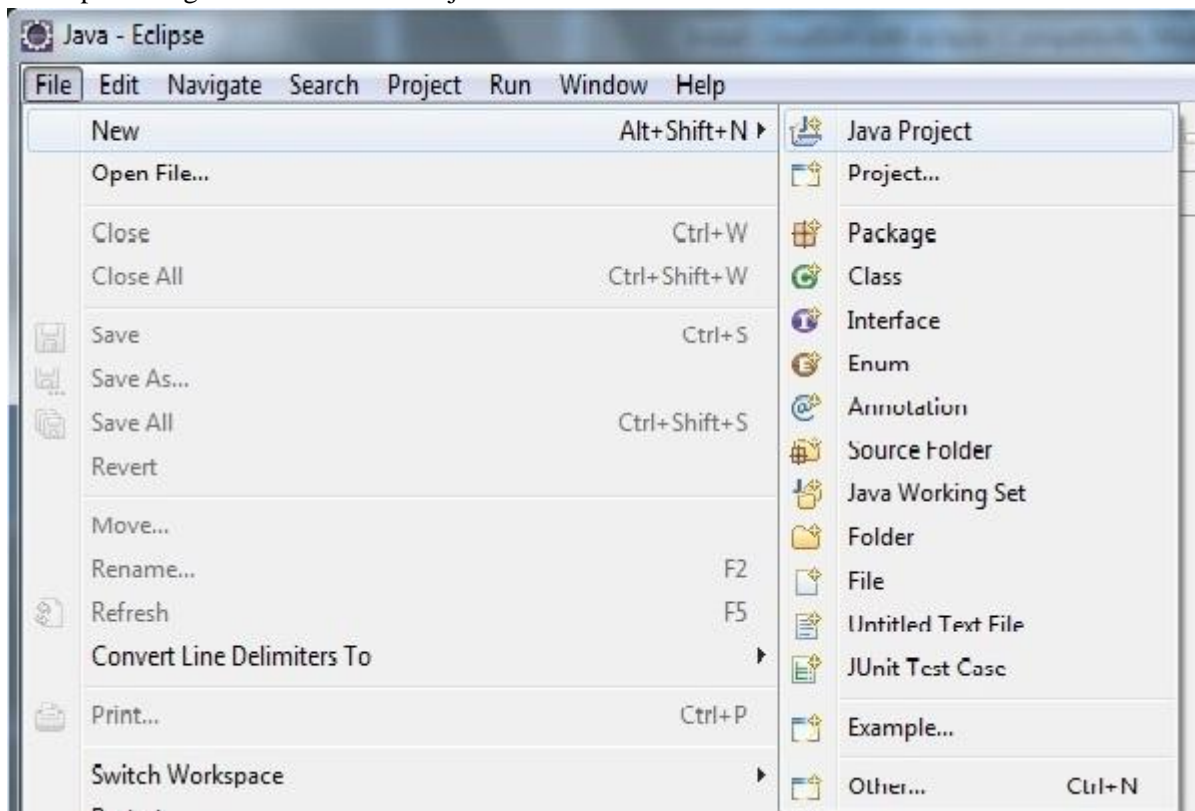 Java - Eclipse
File Edit Navigate Search Project Run Window Help
New Alt+Shift+N
Open File...
Close Ctrl+W
Close All Ctrl+Shift+W
Save Ctrl+S
Save As...
Save All Ctrl+Shift+S
Revert
Move...
Rename... F2
Refresh F5
Convert Line Delimiters To
Print... Ctrl+P
Switch Workspace
Java Project
Project...
Package
Class
Interface
Enum
Annotation
Source Folder
Java Working Set
Folder
File
Untitled Text File
JUnit Test Case
Example...
Other... Ctrl+N